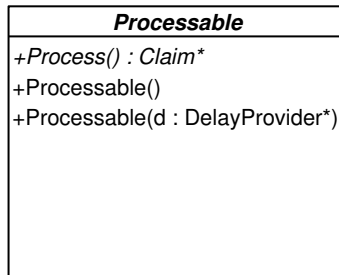 Processable
+Process() : Claim*
+Processable()
+Processable(d : DelayProvider*)